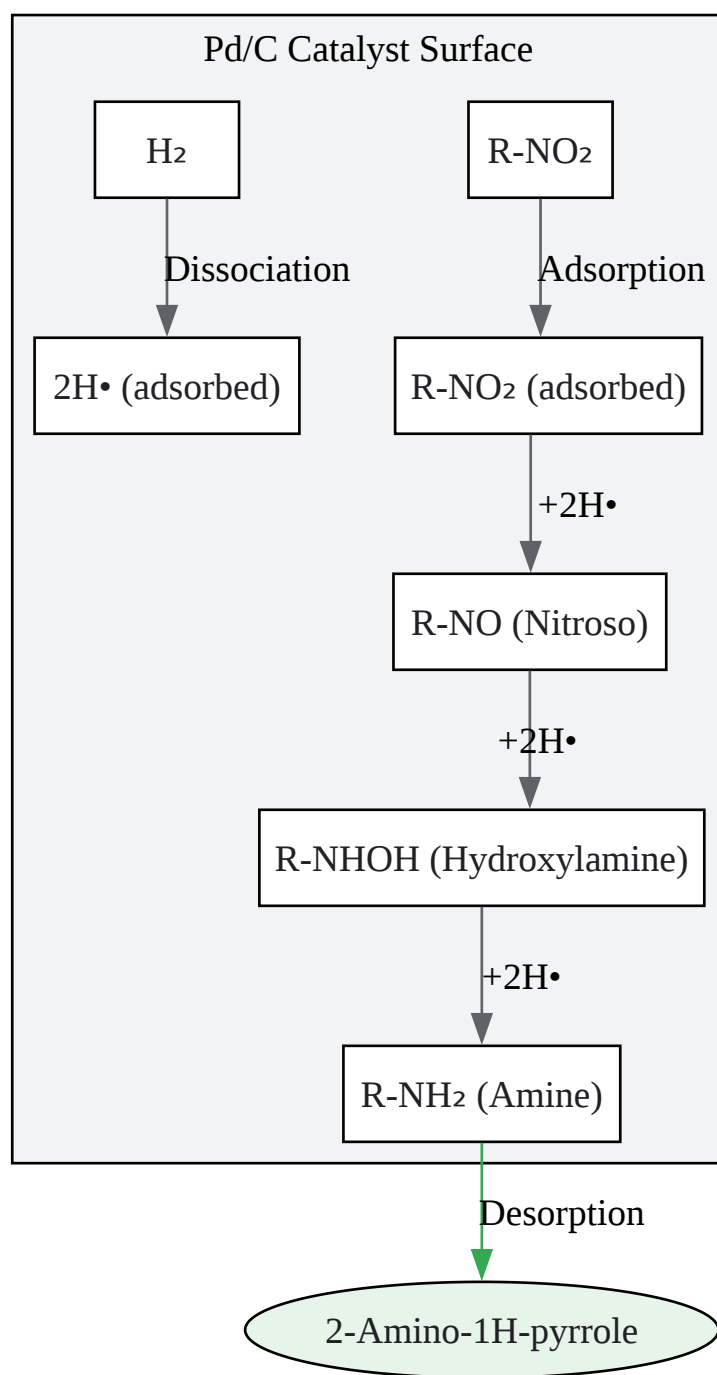 Pd/C Catalyst Surface
H₂
R-NO₂
Dissociation
Adsorption
2H• (adsorbed)
R-NO₂ (adsorbed)
+2H•
R-NO (Nitroso)
+2H•
R-NHOH (Hydroxylamine)
+2H•
R-NH₂ (Amine)
Desorption
2-Amino-1H-pyrrole